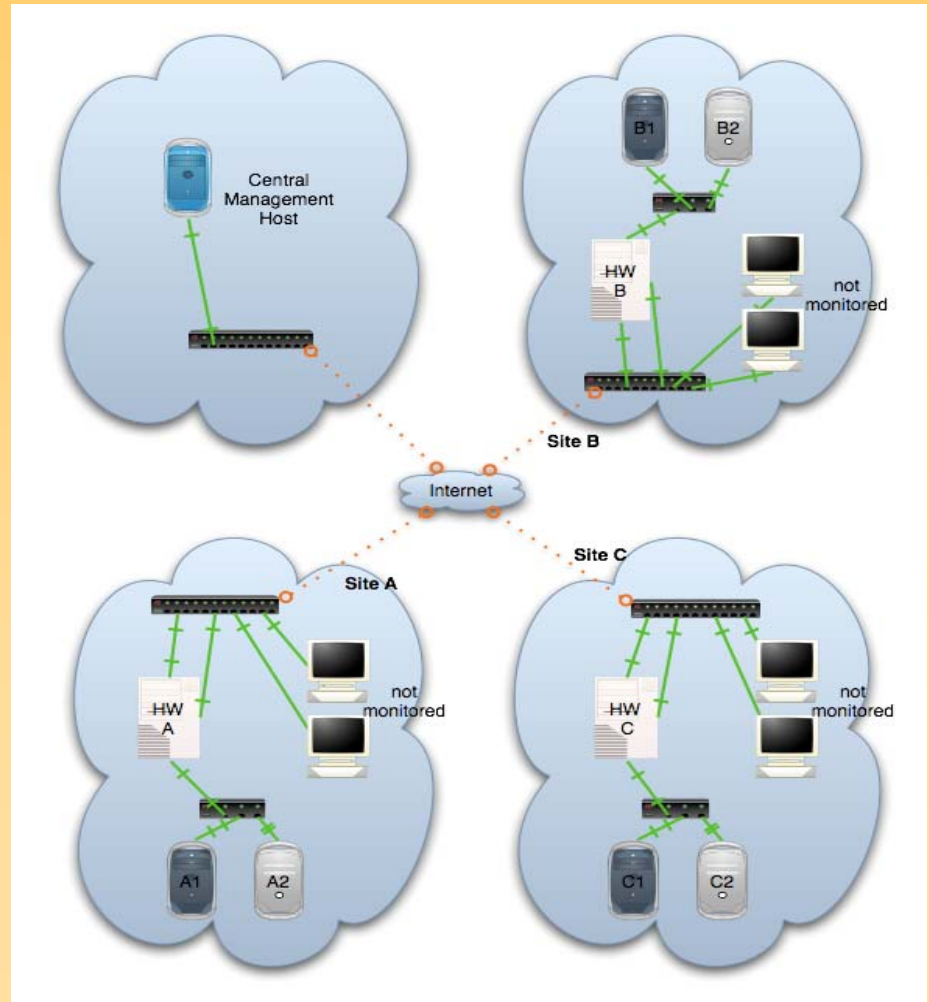 Central
Management
Host
B1
B2
HW
B
not
monitored
Site B
Internet
Site A
Site C
HW
A
not
monitored
A1
A2
HW
C
not
monitored
C1
C2